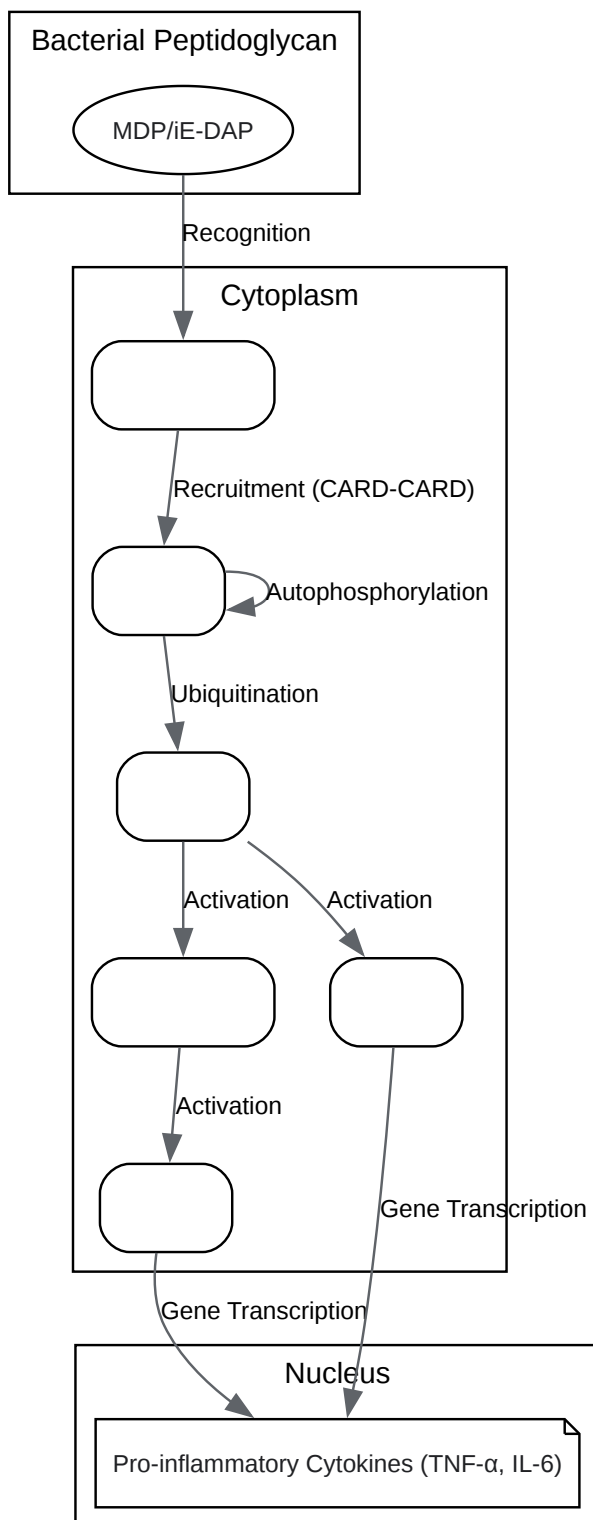 Bacterial Peptidoglycan
MDP/iE-DAP
Recognition
Cytoplasm
Recruitment (CARD-CARD)
Autophosphorylation
Ubiquitination
Activation
Activation
Activation
Gene Transcription
Gene Transcription
Nucleus
Pro-inflammatory Cytokines (TNF-α, IL-6)